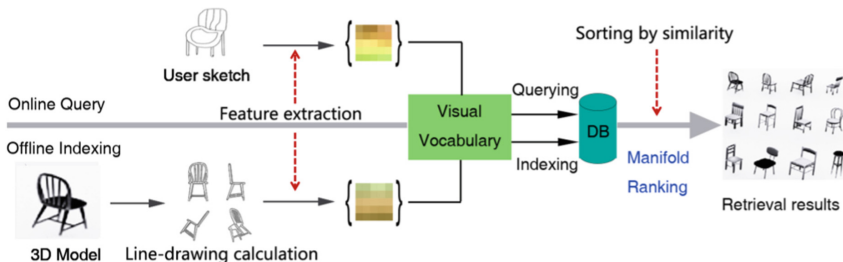 User sketch
Online Query
Feature extraction
Offline Indexing
3D Model
Line-drawing calculation
Visual
Vocabulary
Querying
Indexing
DB
Sorting by similarity
Manifold
Ranking
Retrieval results